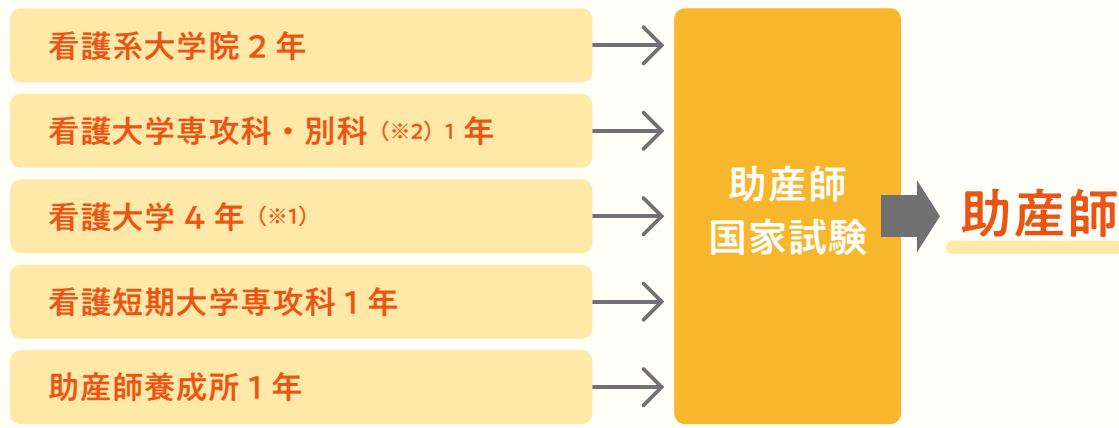 看護系大学院 2 年
看護大学専攻科・別科（※2）1 年
看護大学 4 年（※1）
看護短期大学専攻科 1 年
助産師養成所 1 年
助産師
国家試験
助産師